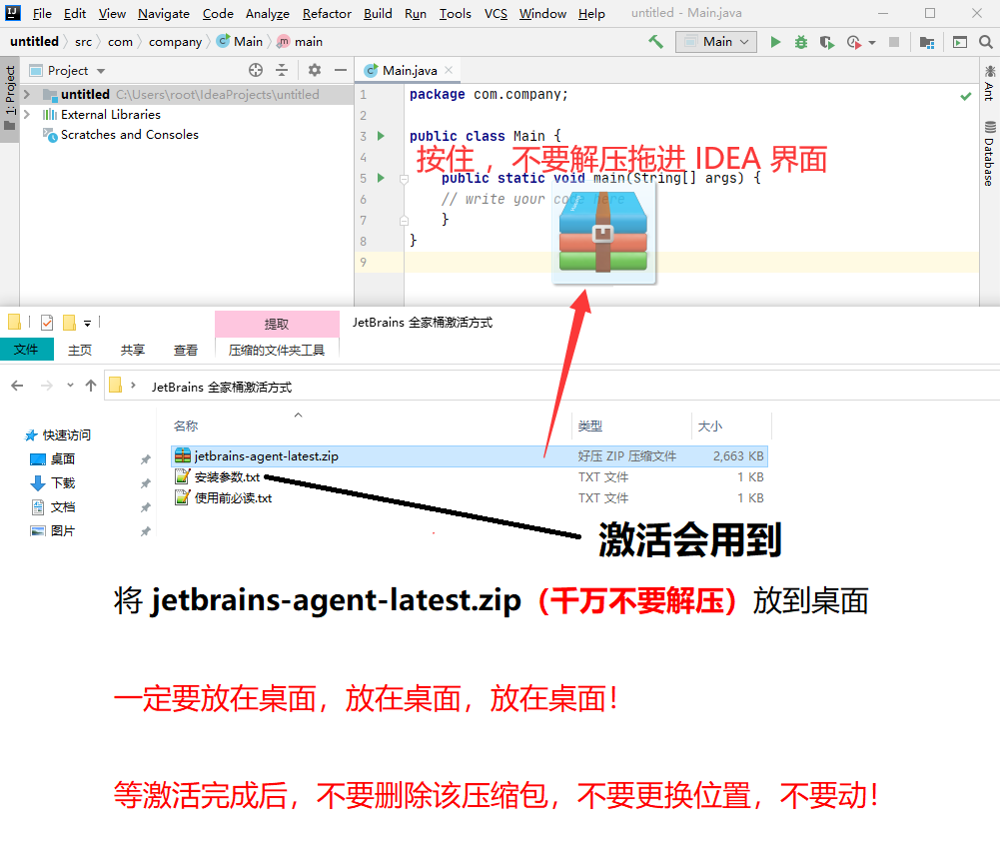 File Edit View Navigate Code Analyze Refactor Build Run Tools VCS Window Help untitled - Main.java
untitled src com company Main main Main
Project Main.java
untitled C:\Users\root\IdeaProjects\untitled
External Libraries
Scratches and Consoles
1: Project
1 package com.company;
2
3 public class Main {
4
按住 ，不要解压拖进 IDEA 界面
5 public static void main(String[] args) {
6 // write your code here
7 }
8 }
9
Ant
Database
提取 JetBrains 全家桶激活方式
文件 主页 共享 查看 压缩的文件夹工具
JetBrains 全家桶激活方式
名称 类型 大小
快速访问
桌面
下载
文档
图片
jetbrains-agent-latest.zip 好压 ZIP 压缩文件 2,663 KB
安装参数.txt TXT 文件 1 KB
使用前必读.txt TXT 文件 1 KB
激活会用到
将 jetbrains-agent-latest.zip（千万不要解压）放到桌面
一定要放在桌面，放在桌面，放在桌面！
等激活完成后，不要删除该压缩包，不要更换位置，不要动！